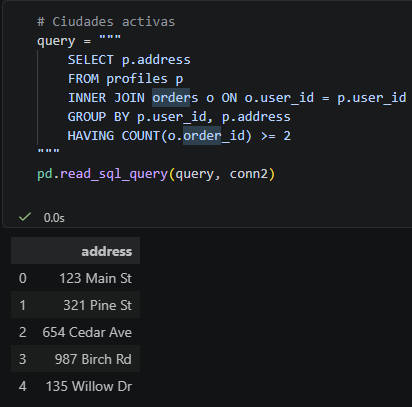 # Ciudades activas
query = """
SELECT p.address
FROM profiles p
INNER JOIN orders o ON o.user_id = p.user_id
GROUP BY p.user_id, p.address
HAVING COUNT(o.order_id) >= 2
"""
pd.read_sql_query(query, conn2)
0.0s
address
0 123 Main St
1 321 Pine St
2 654 Cedar Ave
3 987 Birch Rd
4 135 Willow Dr